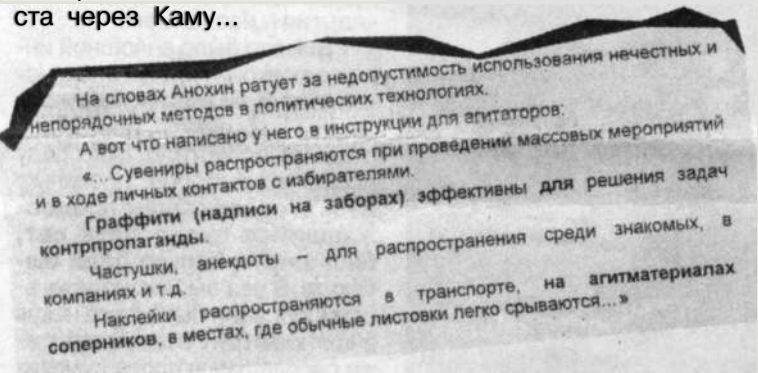 ста через Каму...
На словах Анохин ратует за недопустимость использования нечестных и
непорядочных методов в политических технологиях.
А вот что написано у него в инструкции для агитаторов:
«...Сувениры распространяются при проведении массовых мероприятий
и в ходе личных контактов с избирателями.
Граффити (надписи на заборах) эффективны для решения задач
контрпропаганды.
Частушки, анекдоты – для распространения среди знакомых, в
компаниях и т.д.
Наклейки распространяются в транспорте, на агитматериалах
соперников, в местах, где обычные листовки легко срываются...»